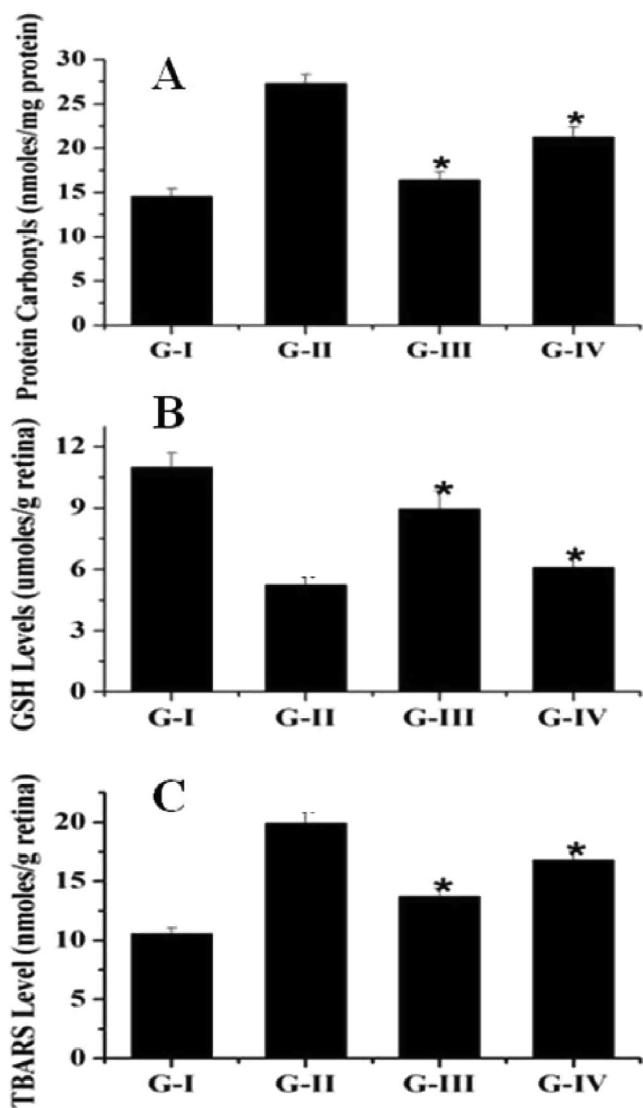 Protein Carbonyls (nmoles/mg protein)
A
30
25
20
15
10
5
0
*
*
G-I G-II G-III G-IV
GSH Levels (umoles/g retina)
B
12
9
6
3
0
*
*
G-I G-II G-III G-IV
TBARS Level (nmoles/g retina)
C
20
15
10
5
0
*
*
G-I G-II G-III G-IV